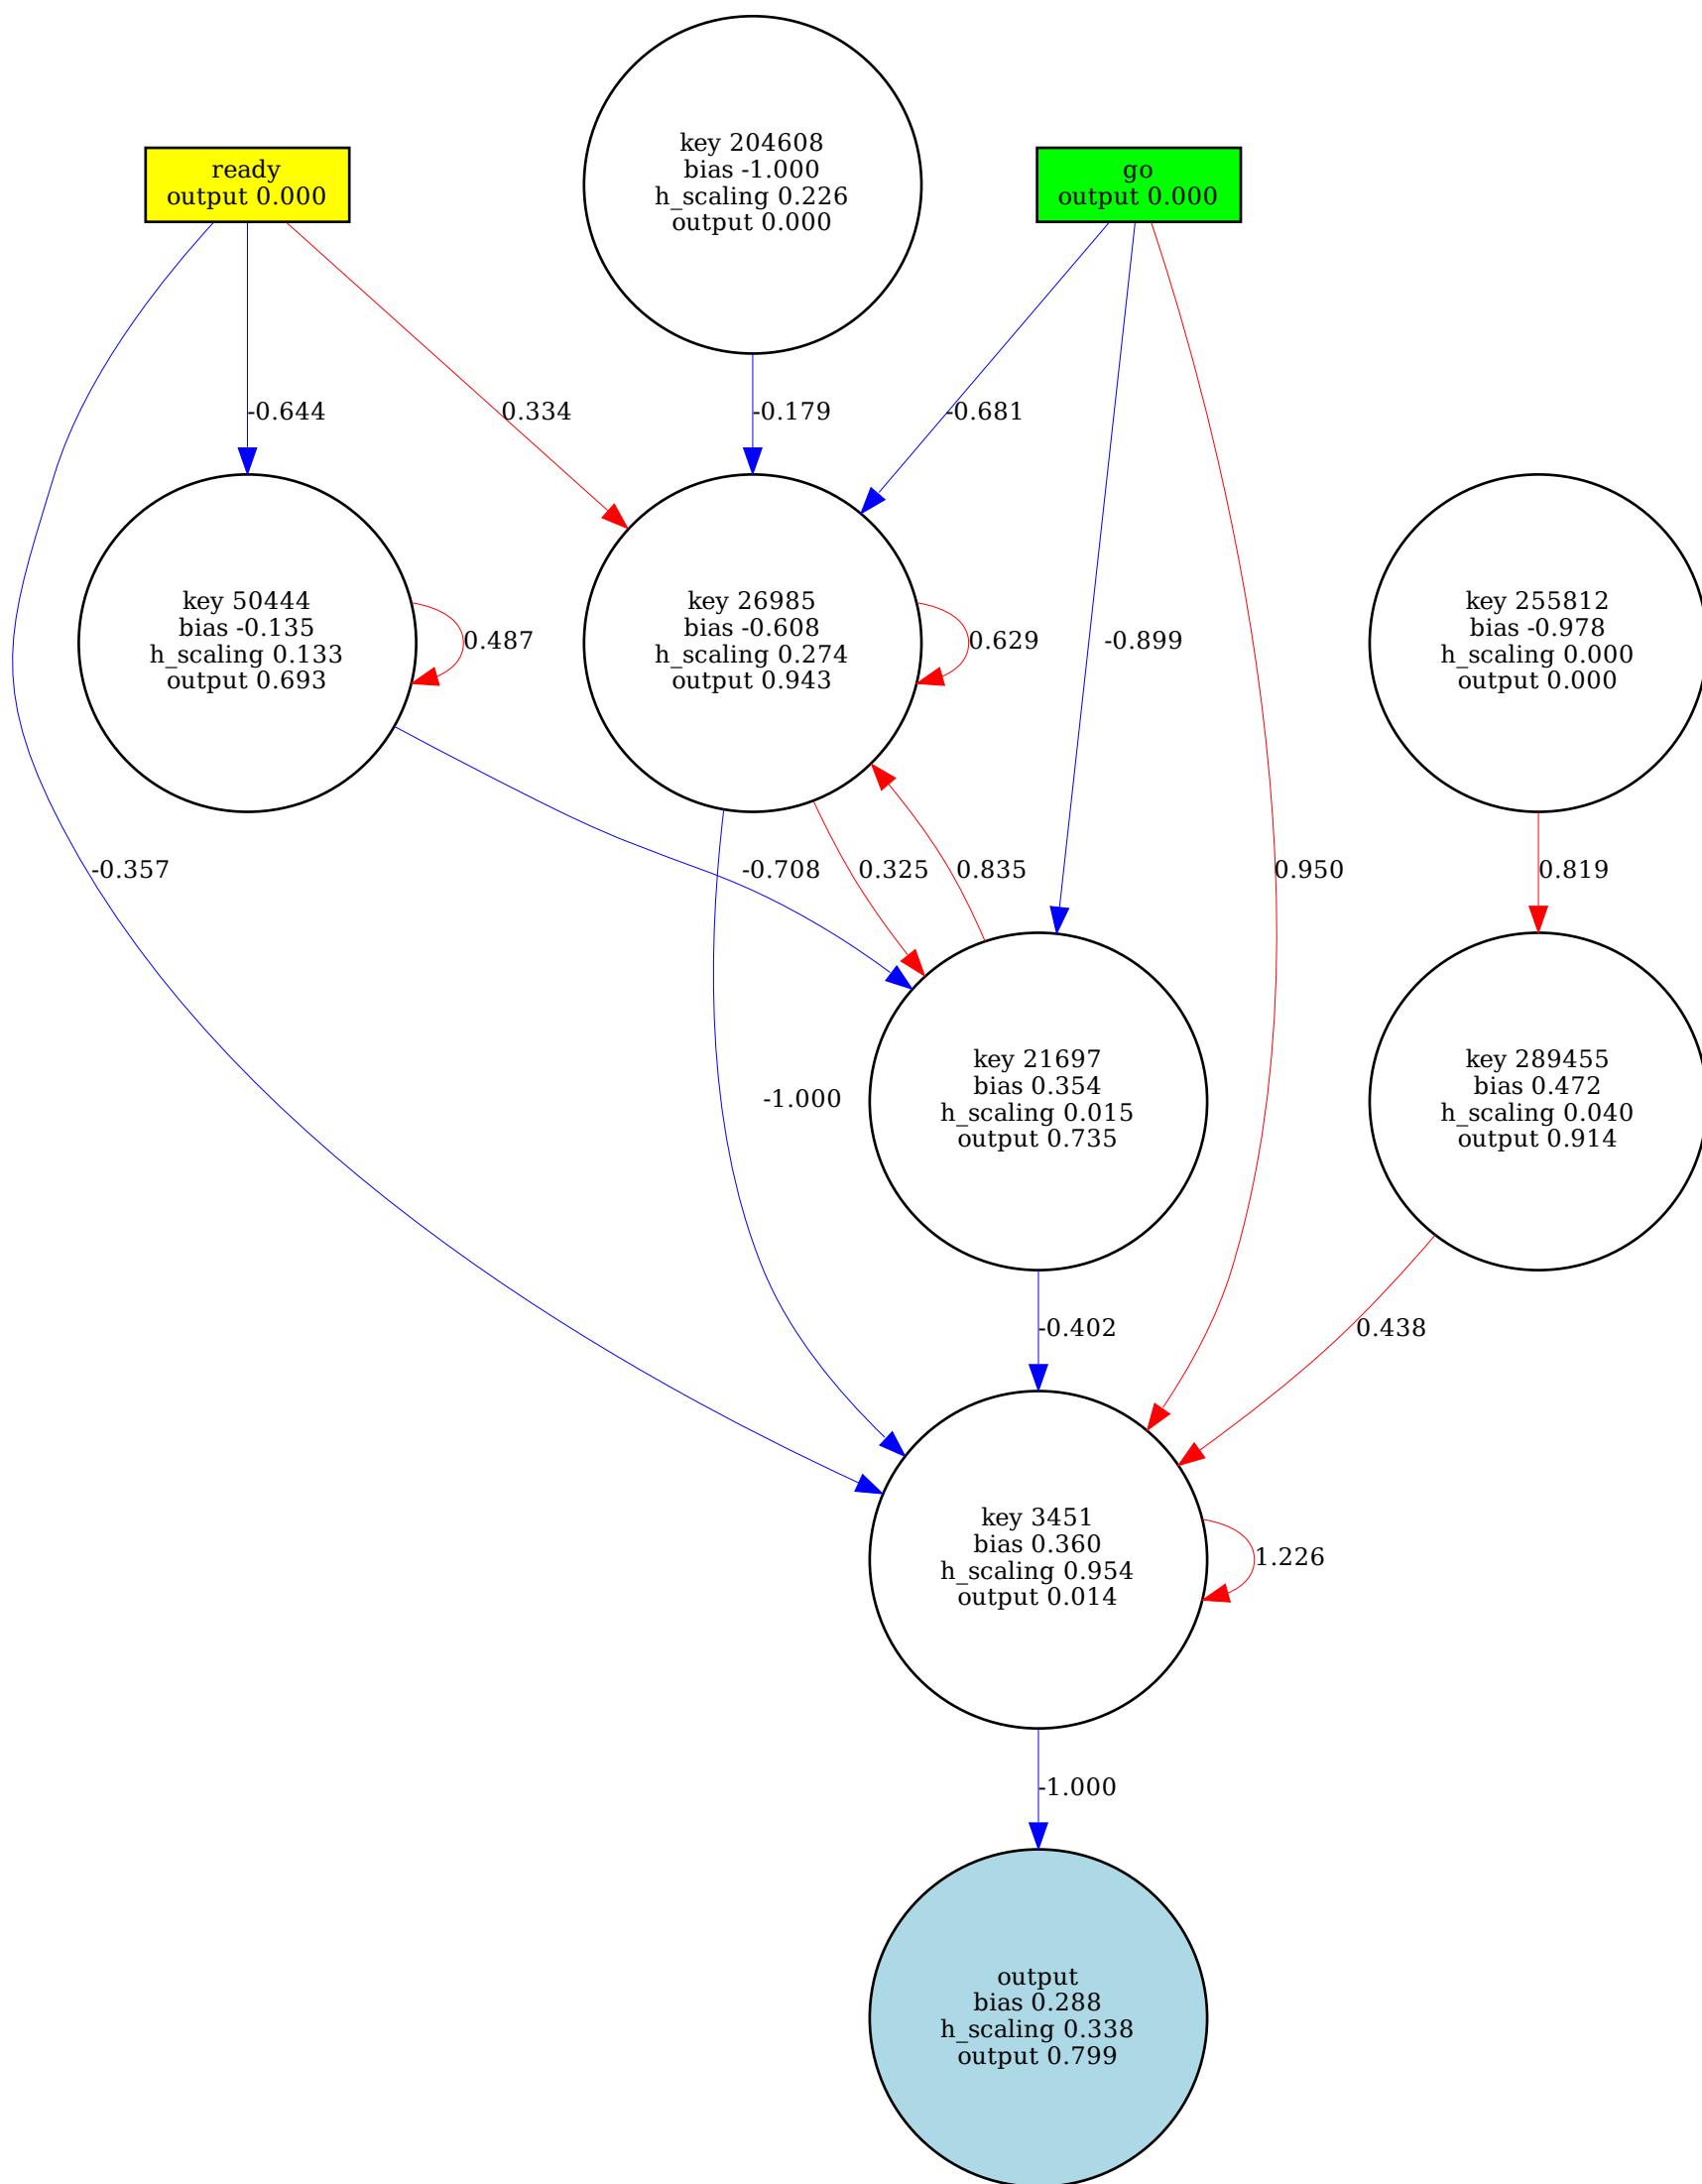 key 204608
bias -1.000
h_scaling 0.226
output 0.000
ready
output 0.000
go
output 0.000
-0.644
0.334
-0.179
-0.681
key 50444
bias -0.135
h_scaling 0.133
output 0.693
0.487
key 26985
bias -0.608
h_scaling 0.274
output 0.943
0.629
-0.899
key 255812
bias -0.978
h_scaling 0.000
output 0.000
-0.357
-0.708
0.325
0.835
0.950
0.819
-1.000
key 21697
bias 0.354
h_scaling 0.015
output 0.735
key 289455
bias 0.472
h_scaling 0.040
output 0.914
-0.402
0.438
key 3451
bias 0.360
h_scaling 0.954
output 0.014
1.226
-1.000
output
bias 0.288
h_scaling 0.338
output 0.799